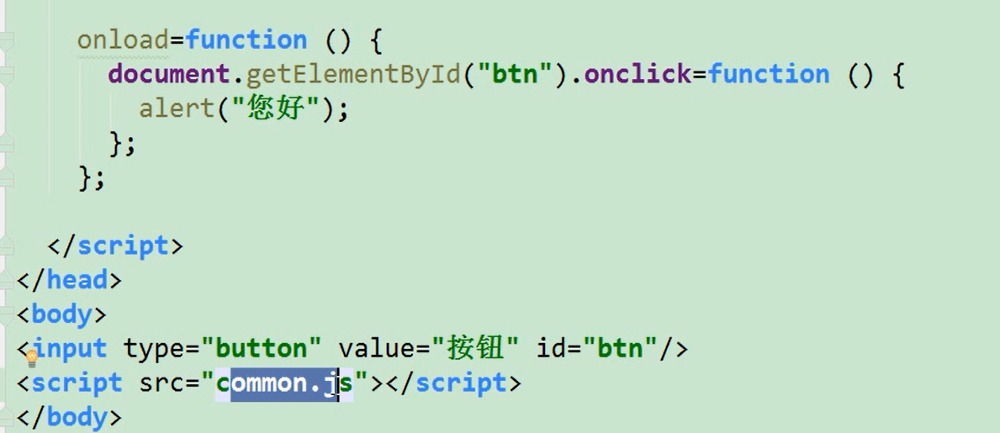 onload=function () {
document.getElementById("btn").onclick=function () {
alert("您好");
};
};
</script>
</head>
<body>
<input type="button" value="按钮" id="btn"/>
<script src="common.js"></script>
</body>